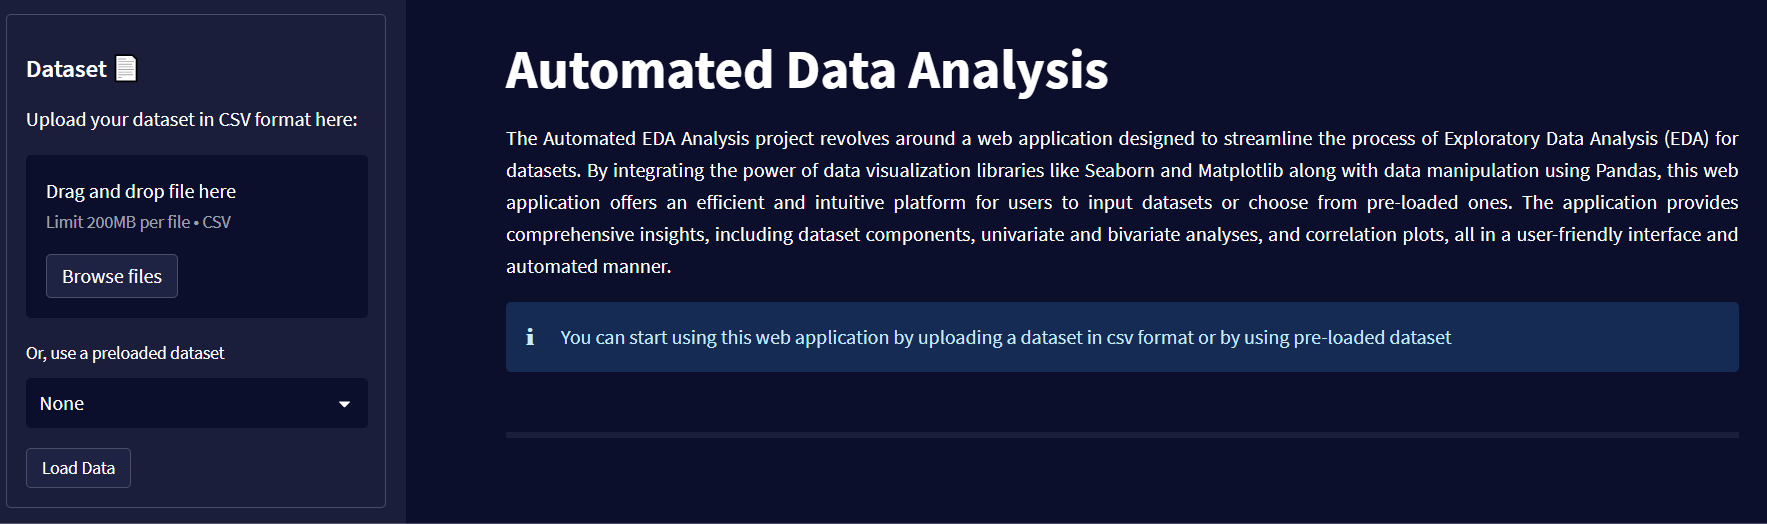 Dataset
Upload your dataset in CSV format here:
Drag and drop file here
Limit 200MB per file • CSV
Browse files
Or, use a preloaded dataset
None
Load Data
Automated Data Analysis
The Automated EDA Analysis project revolves around a web application designed to streamline the process of Exploratory Data Analysis (EDA) for
datasets. By integrating the power of data visualization libraries like Seaborn and Matplotlib along with data manipulation using Pandas, this web
application offers an efficient and intuitive platform for users to input datasets or choose from pre-loaded ones. The application provides
comprehensive insights, including dataset components, univariate and bivariate analyses, and correlation plots, all in a user-friendly interface and
automated manner.
You can start using this web application by uploading a dataset in csv format or by using pre-loaded dataset